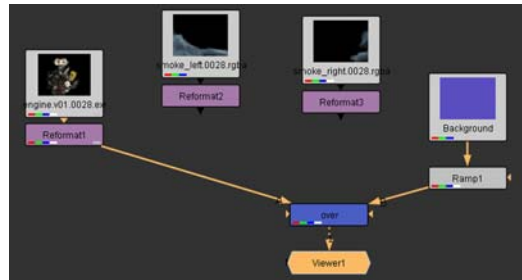 smoke_left.0028.rgba
smoke_right.0028.rgba
engine.v01.0028.exr
Reformat2
Reformat3
Background
Reformat1
Ramp1
over
Viewer1